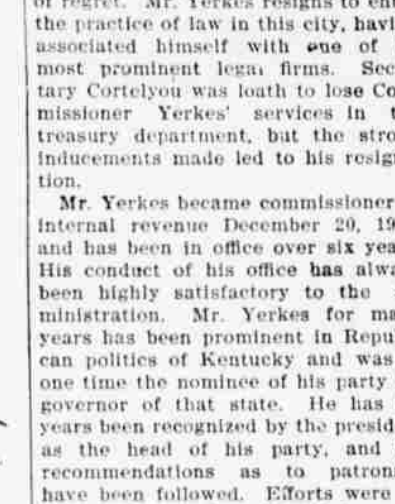 of regret. Mr. Yerkes resigns to ent
the practice of law in this city, havi
associated himself with one of
most prominent legal firms. Sec
tary Cortelyou was loath to lose Co
missioner Yerkes' services in t
treasury department, but the stro
inducements made led to his resig
tion.
Mr. Yerkes became commissioner
internal revenue December 20, 19
and has been in office over six yea
His conduct of his office has alwa
been highly satisfactory to the
ministration. Mr. Yerkes for ma
years has been prominent in Repu
can politics of Kentucky and was
one time the nominee of his party
governor of that state. He has
years been recognized by the presid
as the head of his party, and
recommendations as to patron
have been followed. Efforts were